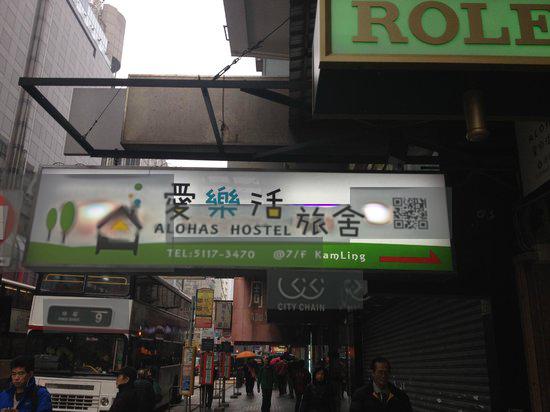 ROLE
愛樂活旅舍
ALOHAS HOSTEL
TEL:5117-3470 @7/F KamLing
CITY CHAIN
9